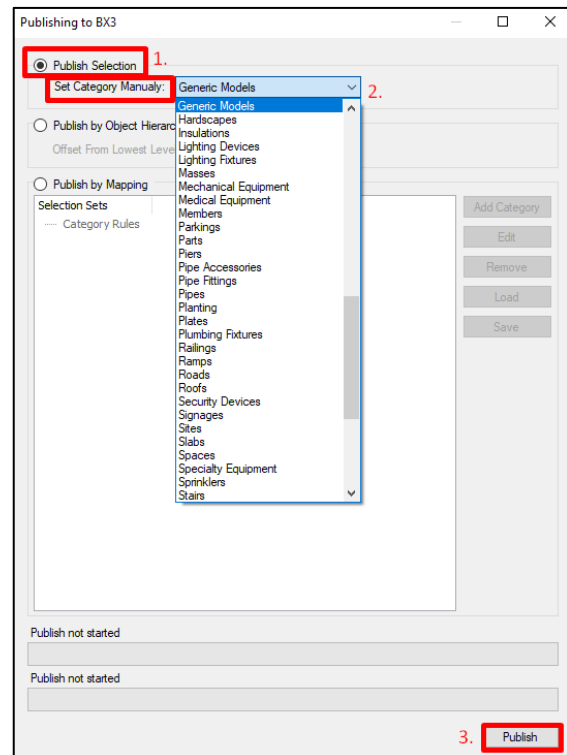 Publishing to BX3
Publish Selection 1.
Set Category Manualy: Generic Models 2.
Generic Models
Hardscapes
Insulations
Lighting Devices
Lighting Fixtures
Masses
Mechanical Equipment
Medical Equipment
Members
Parkings
Parts
Piers
Pipe Accessories
Pipe Fittings
Pipes
Planting
Plates
Plumbing Fixtures
Railings
Ramps
Roads
Roofs
Security Devices
Signages
Sites
Slabs
Spaces
Specialty Equipment
Sprinklers
Stairs
Publish by Object Hierarc
Offset From Lowest Leve
Publish by Mapping
Selection Sets
Category Rules
Add Category
Edit
Remove
Load
Save
Publish not started
Publish not started
3. Publish